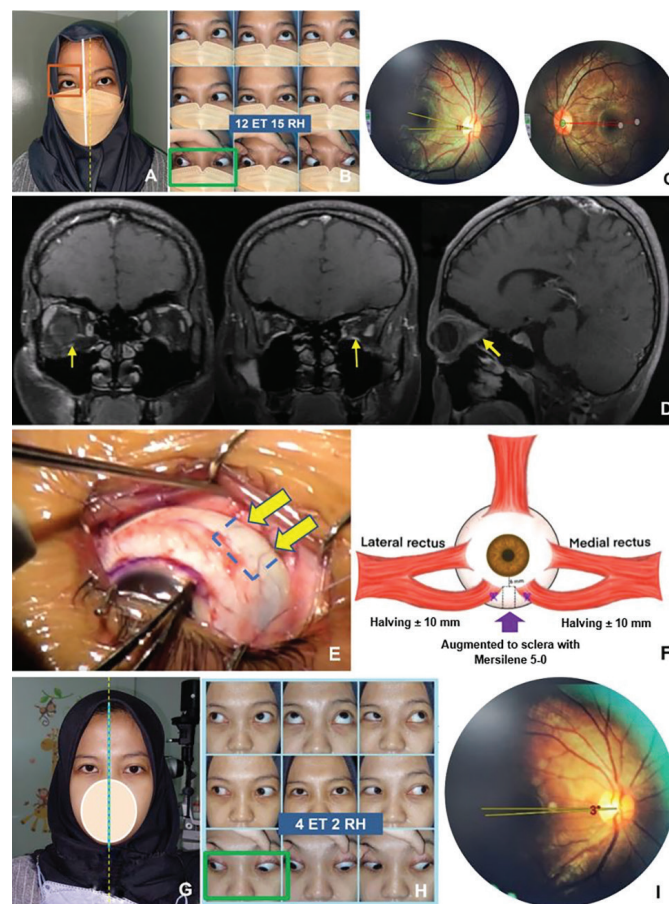 A
B
12 ET 15 RH
C
D
E
Lateral rectus
Medial rectus
Halving ± 10 mm
Halving ± 10 mm
Augmented to sclera with
Mersilene 5-0
F
G
H
4 ET 2 RH
3°
I